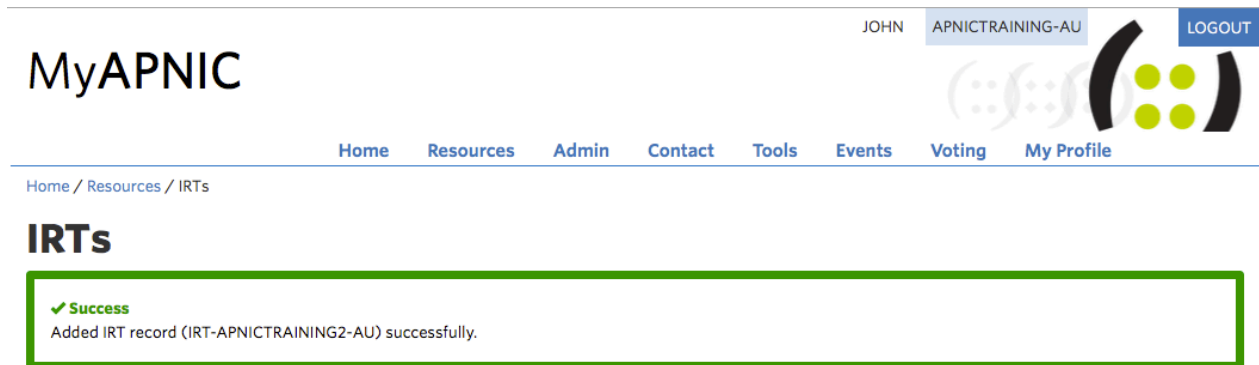 JOHN APNICTRAINING-AU LOGOUT
MyAPNIC
Home Resources Admin Contact Tools Events Voting My Profile
Home / Resources / IRTs
IRTs
✔ Success
Added IRT record (IRT-APNICTRAINING2-AU) successfully.